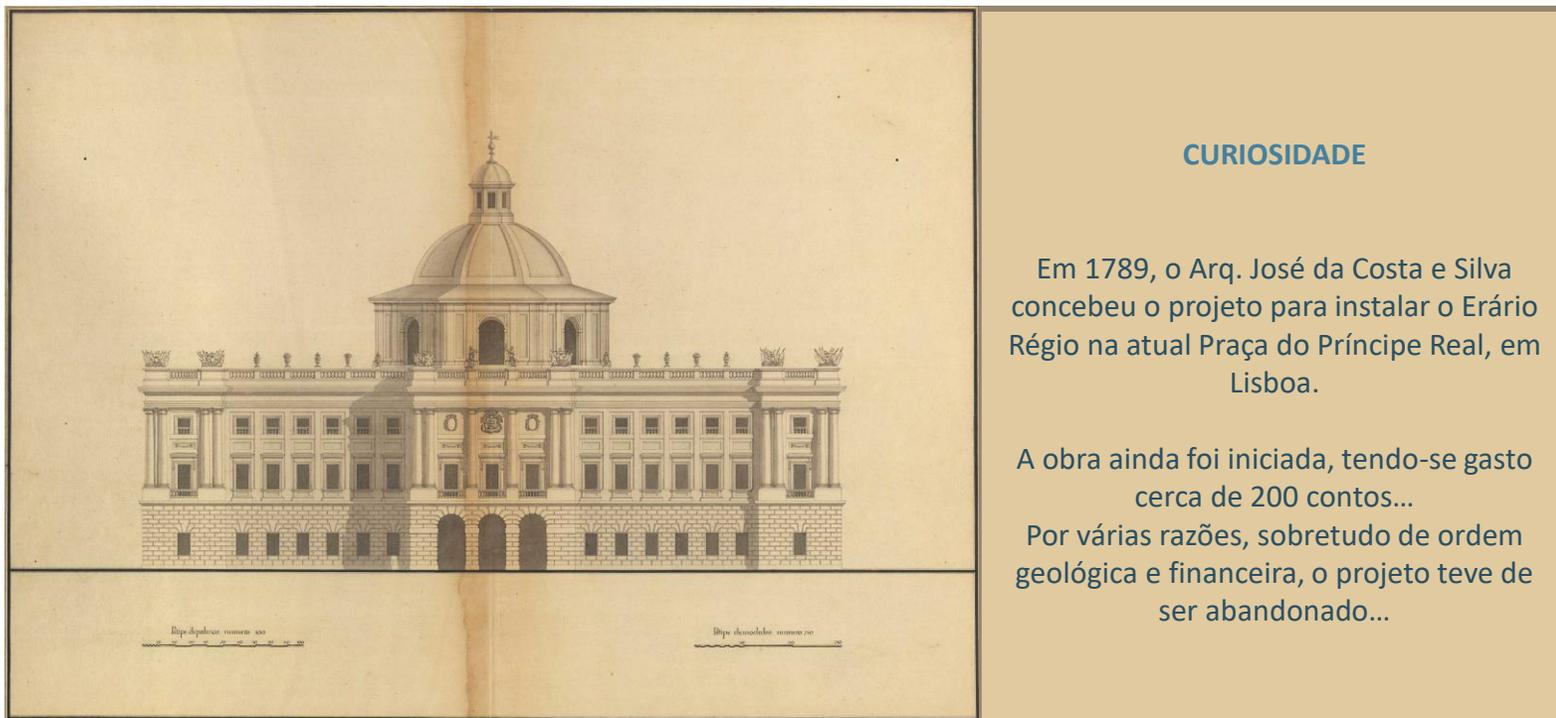 CURIOSIDADE
Em 1789, o Arq. José da Costa e Silva
concebeu o projeto para instalar o Erário
Régio na atual Praça do Príncipe Real, em
Lisboa.
A obra ainda foi iniciada, tendo-se gasto
cerca de 200 contos…
Por várias razões, sobretudo de ordem
geológica e financeira, o projeto teve de
ser abandonado…